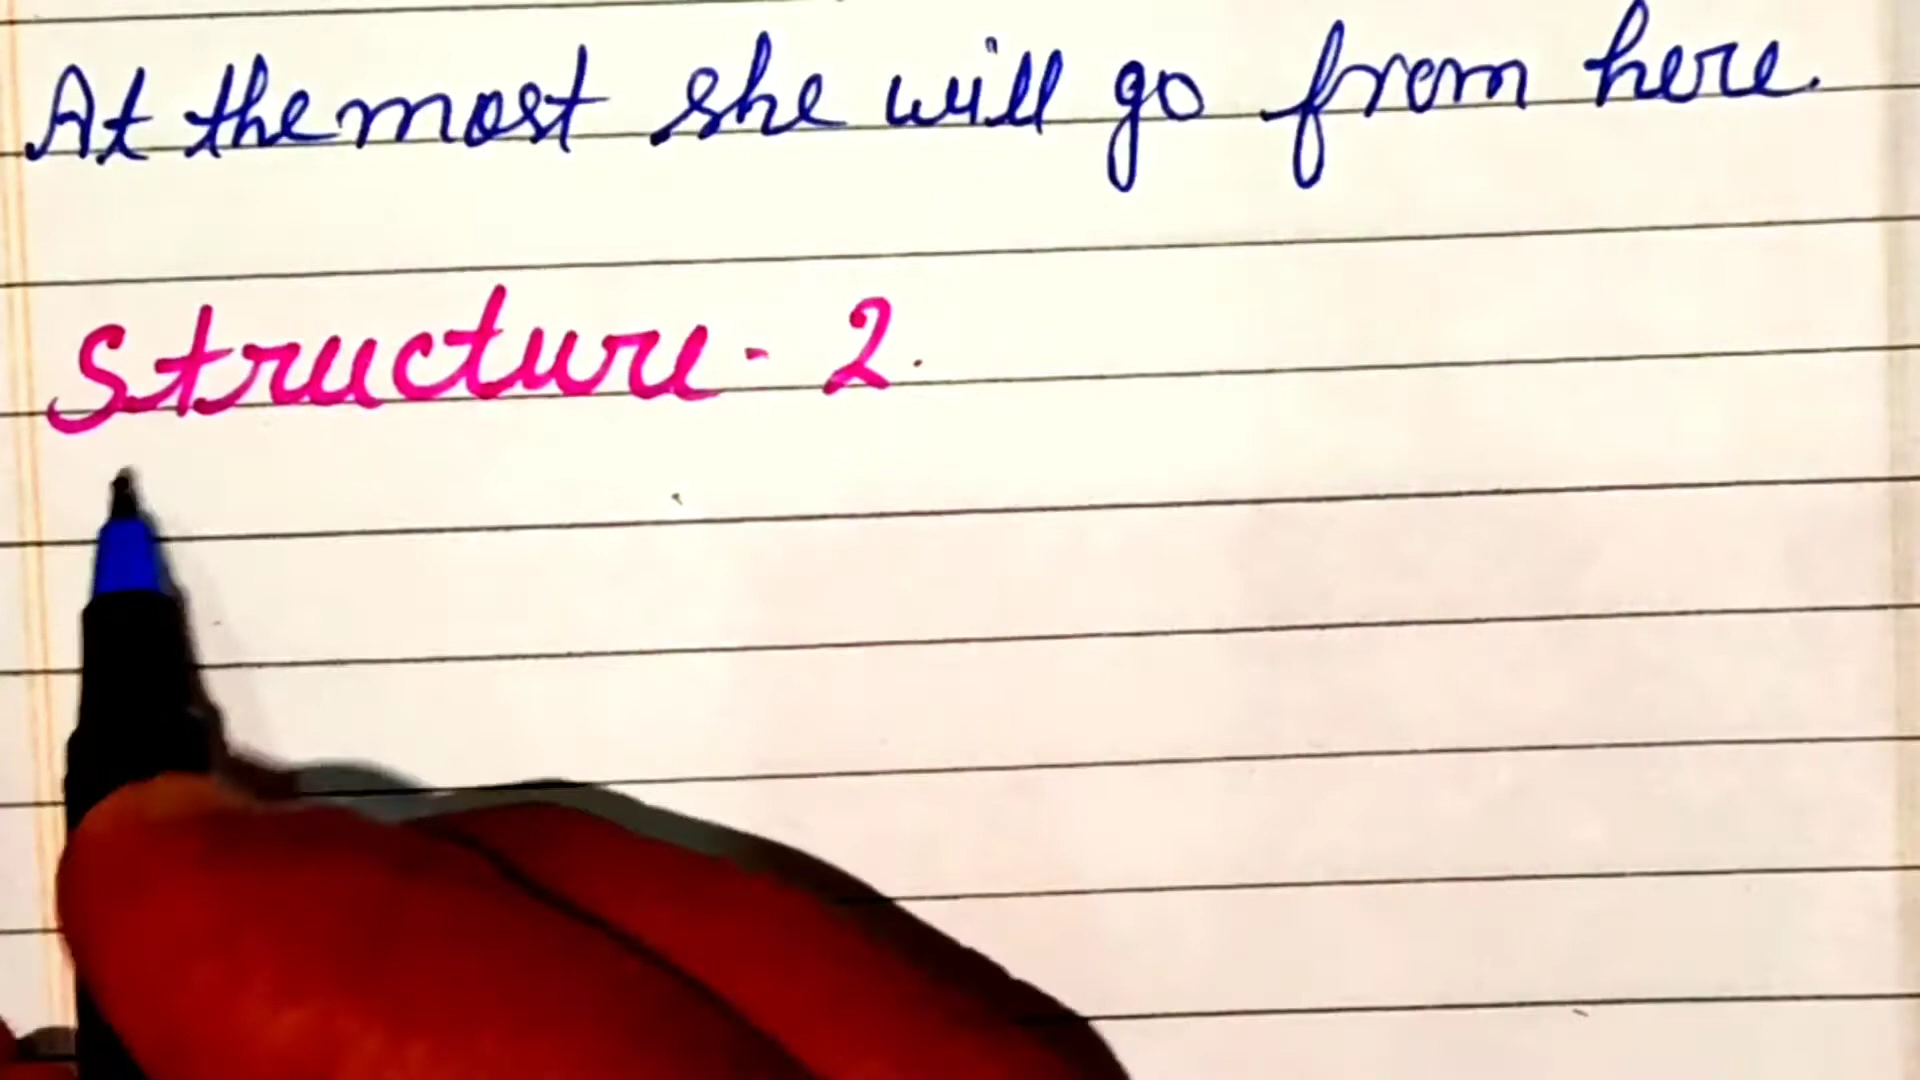 At the most she will go from here.
Structure - 2.